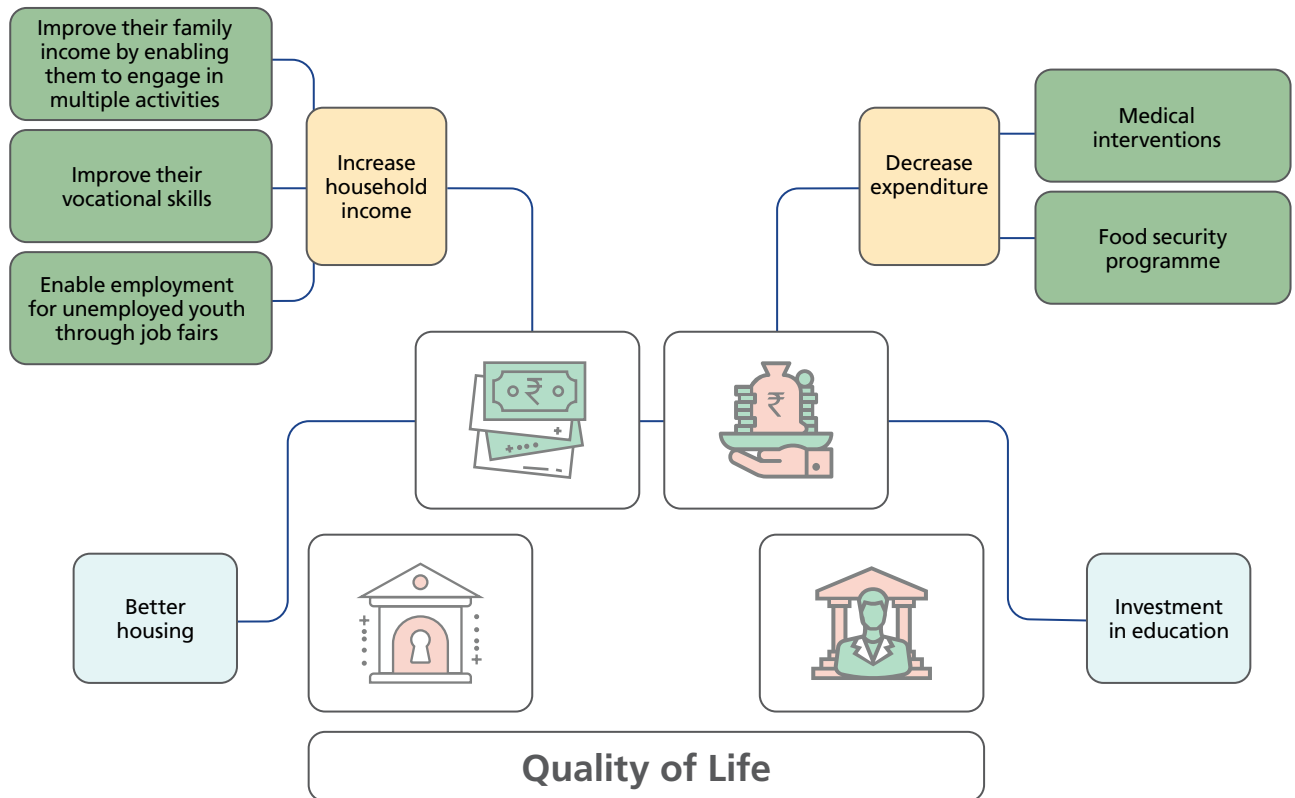 Improve their family
income by enabling
them to engage in
multiple activities
Improve their
vocational skills
Enable employment
for unemployed youth
through job fairs
Increase
household
income
Decrease
expenditure
Medical
interventions
Food security
programme
₹
₹
Better
housing
Investment
in education
Quality of Life